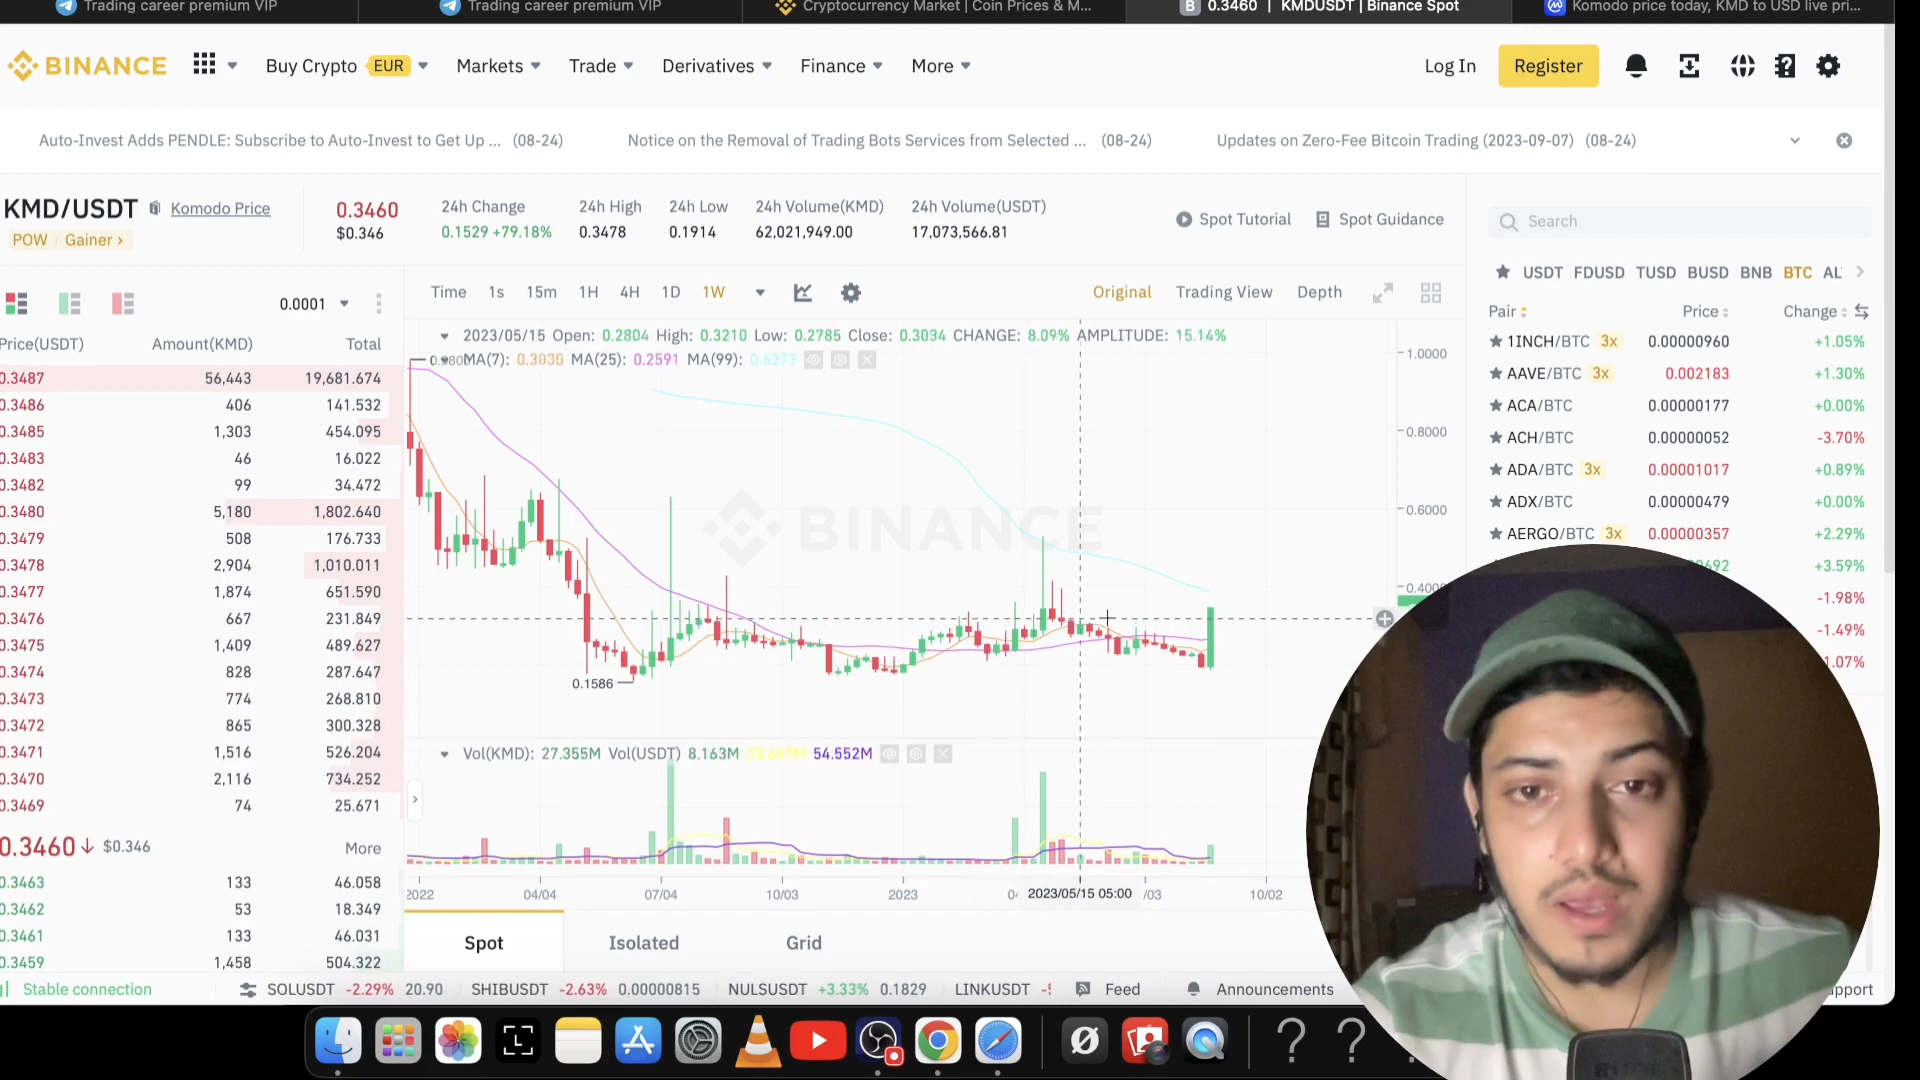 Trading career premium VIP
Trading career premium VIP
Cryptocurrency Market | Coin Prices & M...
B 0.3460 | KMDUSDT | Binance Spot
Komodo price today, KMD to USD live pri...
BINANCE
Buy Crypto EUR
Markets
Trade
Derivatives
Finance
More
Log In
Register
Auto-Invest Adds PENDLE: Subscribe to Auto-Invest to Get Up ... (08-24)
Notice on the Removal of Trading Bots Services from Selected ... (08-24)
Updates on Zero-Fee Bitcoin Trading (2023-09-07) (08-24)
KMD/USDT
Komodo Price
POW Gainer ›
0.3460
$0.346
24h Change
0.1529 +79.18%
24h High
0.3478
24h Low
0.1914
24h Volume(KMD)
62,021,949.00
24h Volume(USDT)
17,073,566.81
Spot Tutorial
Spot Guidance
0.0001
Price(USDT) Amount(KMD) Total
0.3487 56,443 19,681.674
0.3486 406 141.532
0.3485 1,303 454.095
0.3483 46 16.022
0.3482 99 34.472
0.3480 5,180 1,802.640
0.3479 508 176.733
0.3478 2,904 1,010.011
0.3477 1,874 651.590
0.3476 667 231.849
0.3475 1,409 489.627
0.3474 828 287.647
0.3473 774 268.810
0.3472 865 300.328
0.3471 1,516 526.204
0.3470 2,116 734.252
0.3469 74 25.671
0.3460 $0.346 More
0.3463 133 46.058
0.3462 53 18.349
0.3461 133 46.031
0.3459 1,458 504.322
Time 1s 15m 1H 4H 1D 1W
Original Trading View Depth
2023/05/15 Open: 0.2804 High: 0.3210 Low: 0.2785 Close: 0.3034 CHANGE: 8.09% AMPLITUDE: 15.14%
MA(7): 0.3030 MA(25): 0.2591 MA(99): 0.5277
1.0000
0.8000
0.6000
0.4000
BINANCE
0.1586
Vol(KMD): 27.355M Vol(USDT) 8.163M 54.552M
2022 04/04 07/04 10/03 2023 2023/05/15 05:00 /03 10/02
Spot Isolated Grid
Search
USDT FDUSD TUSD BUSD BNB BTC AL
Pair Price Change
1INCH/BTC 3x 0.00000960 +1.05%
AAVE/BTC 3x 0.002183 +1.30%
ACA/BTC 0.00000177 +0.00%
ACH/BTC 0.00000052 -3.70%
ADA/BTC 3x 0.00001017 +0.89%
ADX/BTC 0.00000479 +0.00%
AERGO/BTC 3x 0.00000357 +2.29%
+3.59%
-1.98%
-1.49%
1.07%
Stable connection
SOLUSDT -2.29% 20.90
SHIBUSDT -2.63% 0.00000815
NULSUSDT +3.33% 0.1829
LINKUSDT
Feed
Announcements
pport